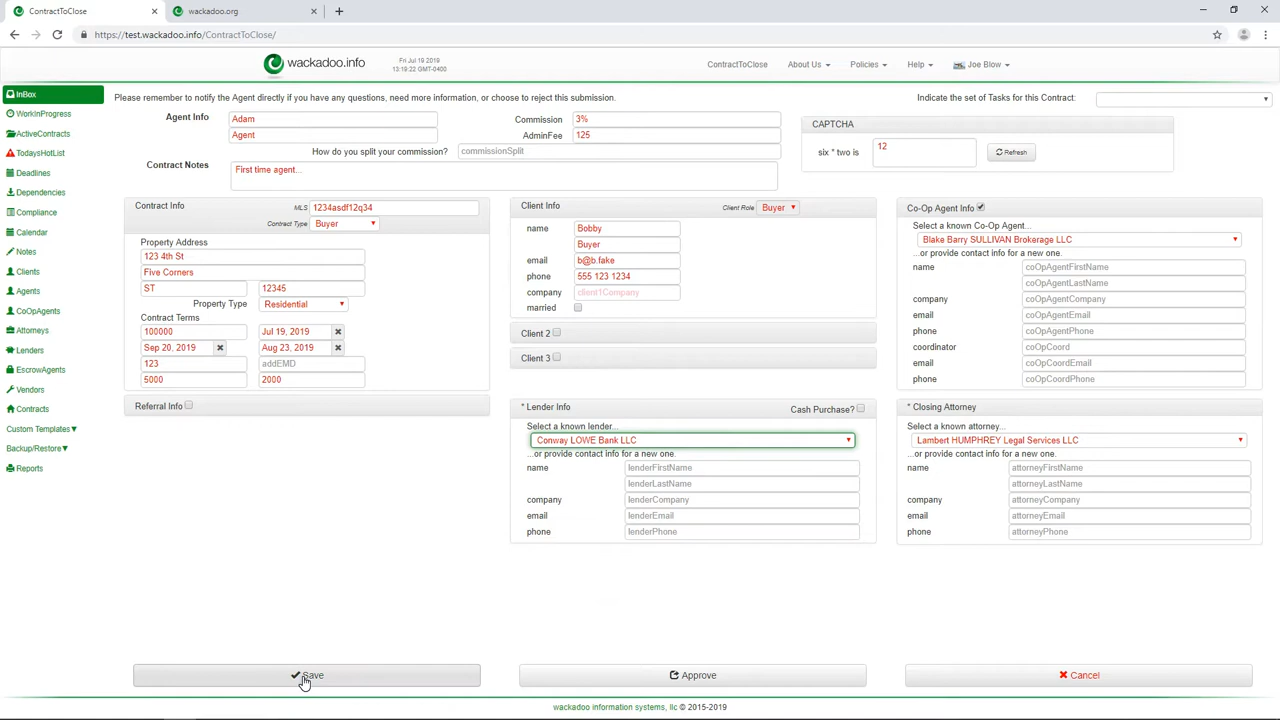 ContractToClose
wackadoo.org
https://test.wackadoo.info/ContractToClose/
wackadoo.info
Fri Jul 19 2019
13:19:22 GMT-0400
ContractToClose
About Us
Policies
Help
Joe Blow
InBox
WorkInProgress
ActiveContracts
TodaysHotList
Deadlines
Dependencies
Compliance
Calendar
Notes
Clients
Agents
CoOpAgents
Attorneys
Lenders
EscrowAgents
Vendors
Contracts
Custom Templates
Backup/Restore
Reports
Please remember to notify the Agent directly if you have any questions, need more information, or choose to reject this submission.
Indicate the set of Tasks for this Contract:
Agent Info
Adam
Agent
Commission 3%
AdminFee 125
How do you split your commission? commissionSplit
Contract Notes
First time agent...
CAPTCHA
six * two is 12
Refresh
Contract Info
MLS 1234asdf12q34
Contract Type Buyer
Property Address
123 4th St
Five Corners
ST 12345
Property Type Residential
Contract Terms
100000 Jul 19, 2019
Sep 20, 2019 Aug 23, 2019
123 addEMD
5000 2000
Referral Info
Client Info
Client Role Buyer
name Bobby
Buyer
email b@b.fake
phone 555 123 1234
company client1Company
married
Client 2
Client 3
* Lender Info
Cash Purchase?
Select a known lender...
Conway LOWE Bank LLC
...or provide contact info for a new one.
name lenderFirstName
lenderLastName
company lenderCompany
email lenderEmail
phone lenderPhone
Co-Op Agent Info
Select a known Co-Op Agent...
Blake Barry SULLIVAN Brokerage LLC
...or provide contact info for a new one.
name coOpAgentFirstName
coOpAgentLastName
company coOpAgentCompany
email coOpAgentEmail
phone coOpAgentPhone
coordinator coOpCoord
email coOpCoordEmail
phone coOpCoordPhone
* Closing Attorney
Select a known attorney...
Lambert HUMPHREY Legal Services LLC
...or provide contact info for a new one.
name attorneyFirstName
attorneyLastName
company attorneyCompany
email attorneyEmail
phone attorneyPhone
Save
Approve
Cancel
wackadoo information systems, llc © 2015-2019